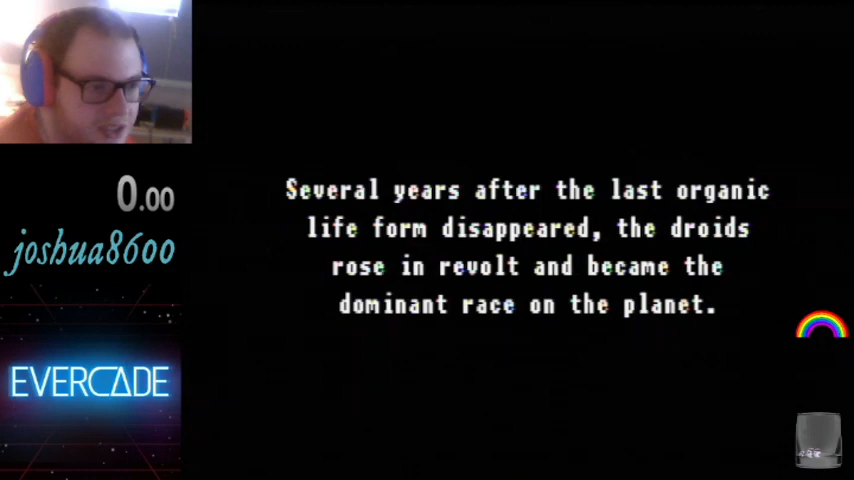 0.00
joshua8600
EVERCADE
Several years after the last organic
life form disappeared, the droids
rose in revolt and became the
dominant race on the planet.